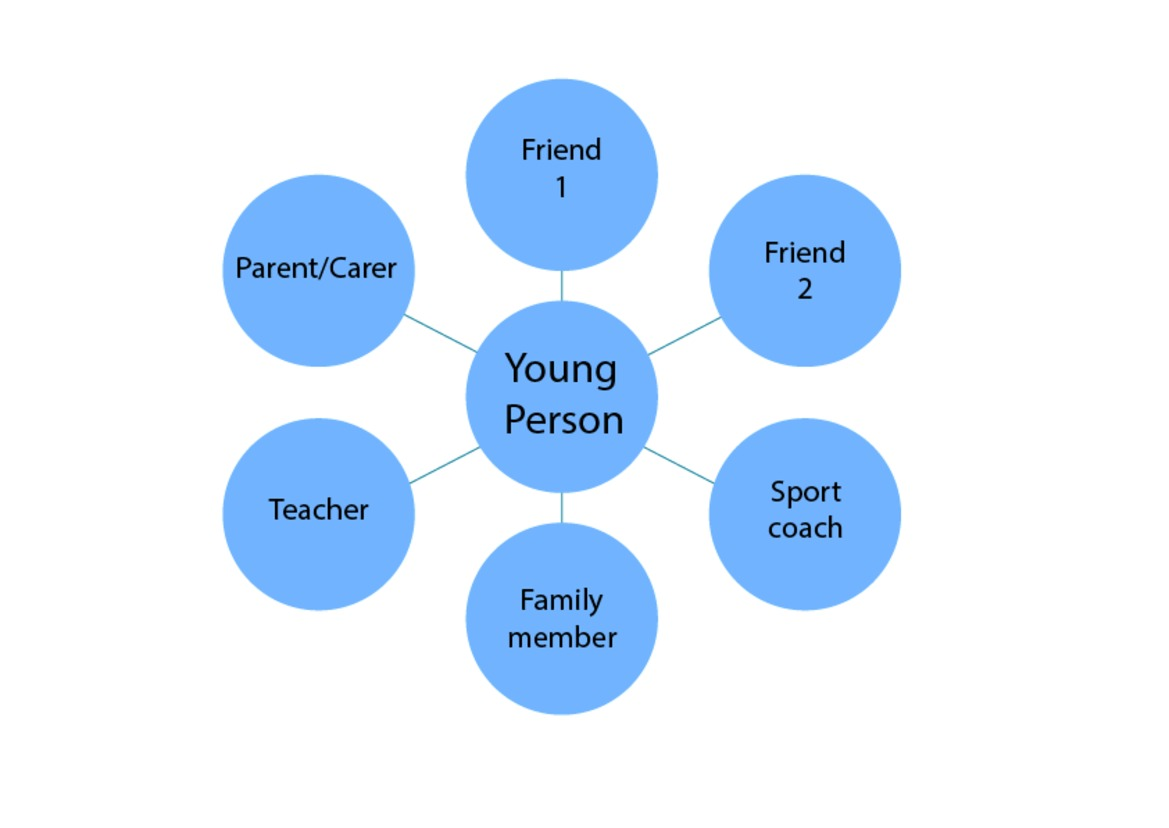 Friend
1
Friend
2
Parent/Carer
Young
Person
Sport
coach
Teacher
Family
member